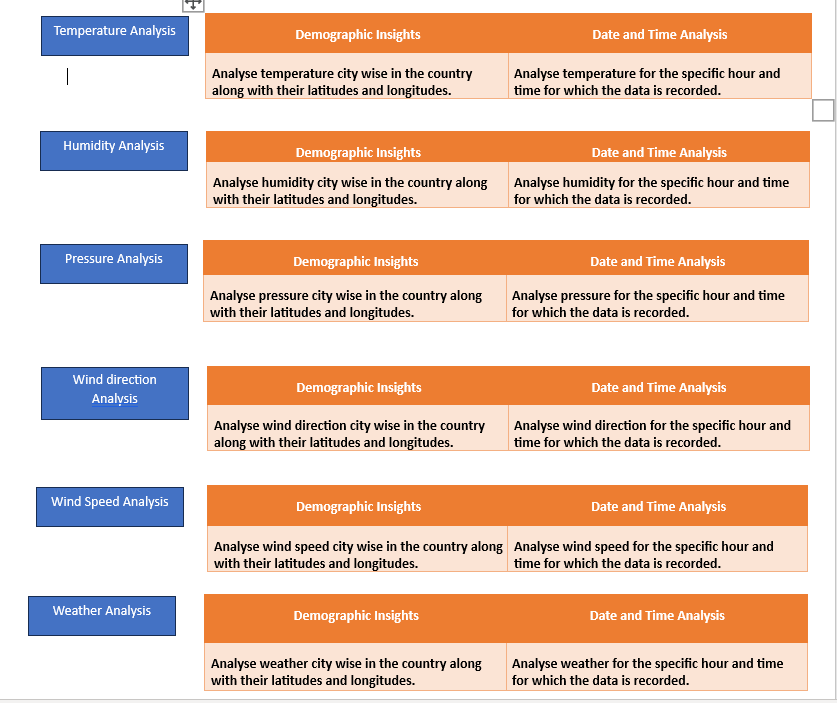 Temperature Analysis
Demographic Insights
Date and Time Analysis
Analyse temperature city wise in the country
along with their latitudes and longitudes.
Analyse temperature for the specific hour and
time for which the data is recorded.
Humidity Analysis
Demographic Insights
Date and Time Analysis
Analyse humidity city wise in the country along
with their latitudes and longitudes.
Analyse humidity for the specific hour and time
for which the data is recorded.
Pressure Analysis
Demographic Insights
Date and Time Analysis
Analyse pressure city wise in the country along
with their latitudes and longitudes.
Analyse pressure for the specific hour and time
for which the data is recorded.
Wind direction
Analysis
Demographic Insights
Date and Time Analysis
Analyse wind direction city wise in the country
along with their latitudes and longitudes.
Analyse wind direction for the specific hour and
time for which the data is recorded.
Wind Speed Analysis
Demographic Insights
Date and Time Analysis
Analyse wind speed city wise in the country along
with their latitudes and longitudes.
Analyse wind speed for the specific hour and
time for which the data is recorded.
Weather Analysis
Demographic Insights
Date and Time Analysis
Analyse weather city wise in the country along
with their latitudes and longitudes.
Analyse weather for the specific hour and time
for which the data is recorded.